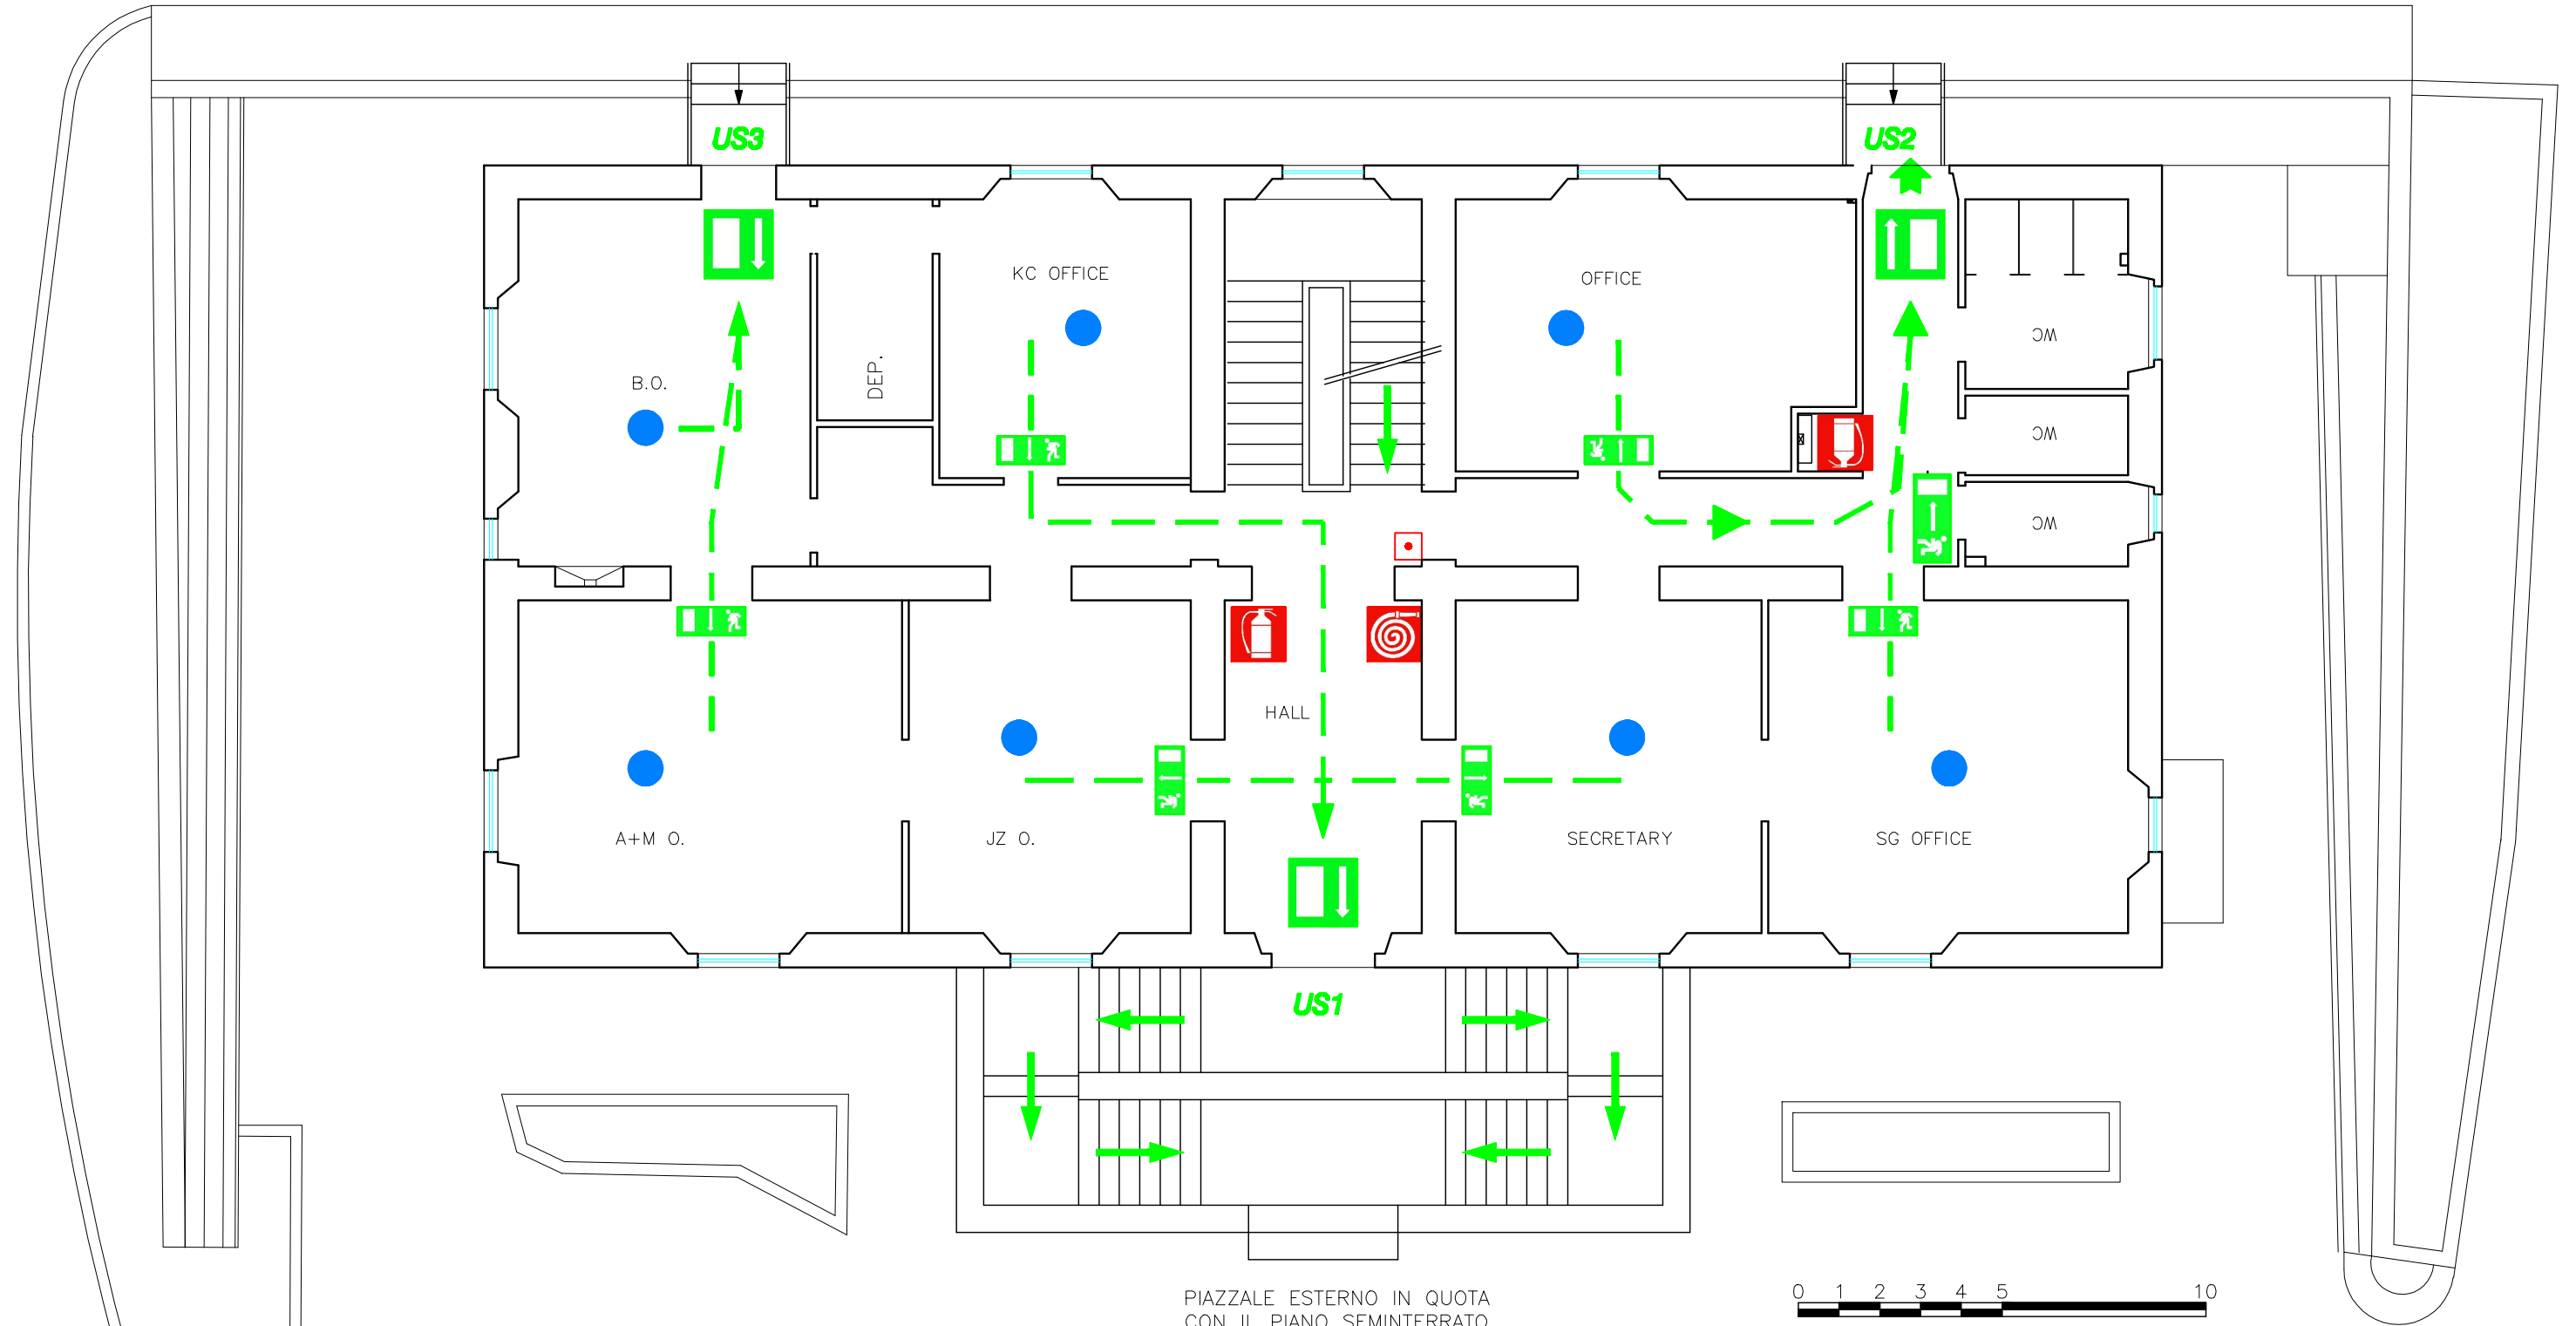 US3
US2
KC OFFICE
OFFICE
WC
DEP.
B.O.
WC
WC
HALL
A+M O.
JZ O.
SECRETARY
SG OFFICE
US1
PIAZZALE ESTERNO IN QUOTA
CON IL PIANO SEMINTERRATO
0 1 2 3 4 5 10